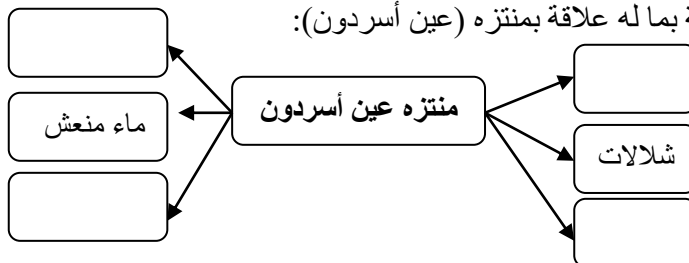 بما له علاقة بمنتزه (عين أسردون):
منتزه عين أسردون
ماء منعش
شلالات